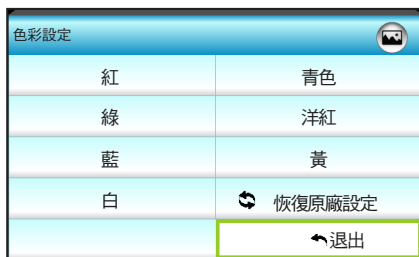 色彩設定
紅 青色
綠 洋紅
藍 黃
白 恢復原廠設定
退出